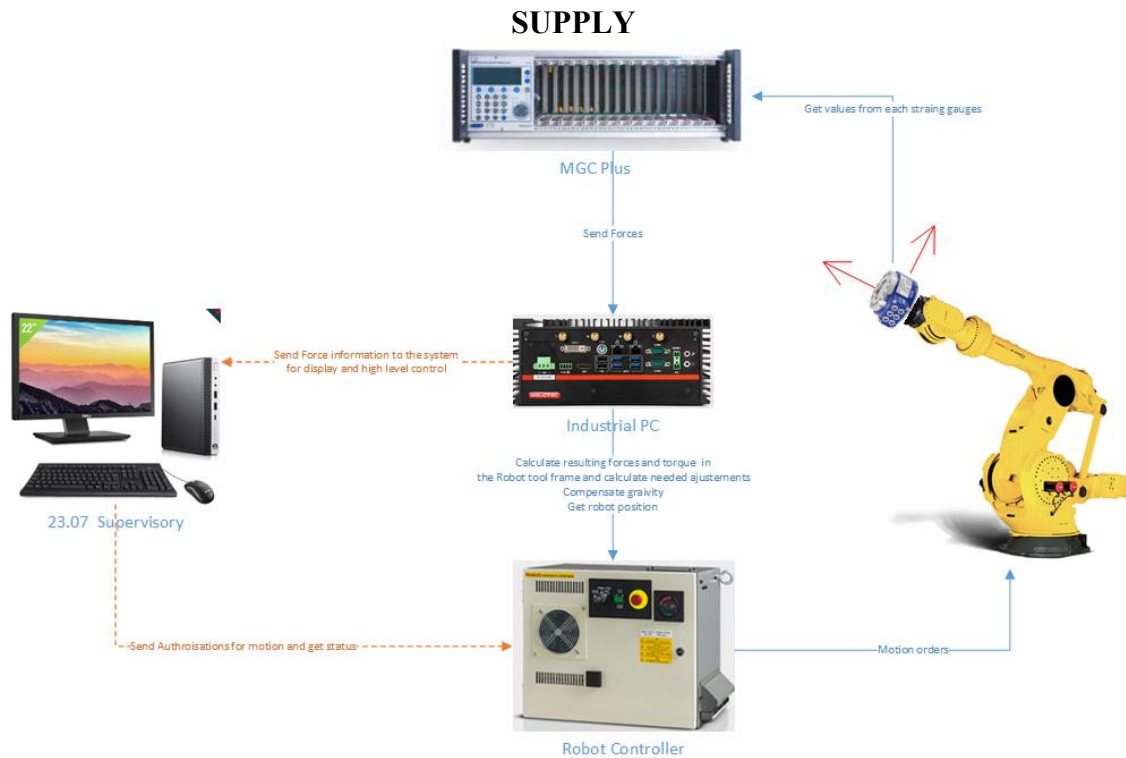 SUPPLY
Get values from each straing gauges
MGC Plus
Send Forces
22"
Send Force information to the system
for display and high level control
Industrial PC
Calculate resulting forces and torque in
the Robot tool frame and calculate needed ajustements
Compensate graivity
Get robot position
23.07 Supervisory
Send Authroisations for motion and get status
Motion orders
Robot Controller